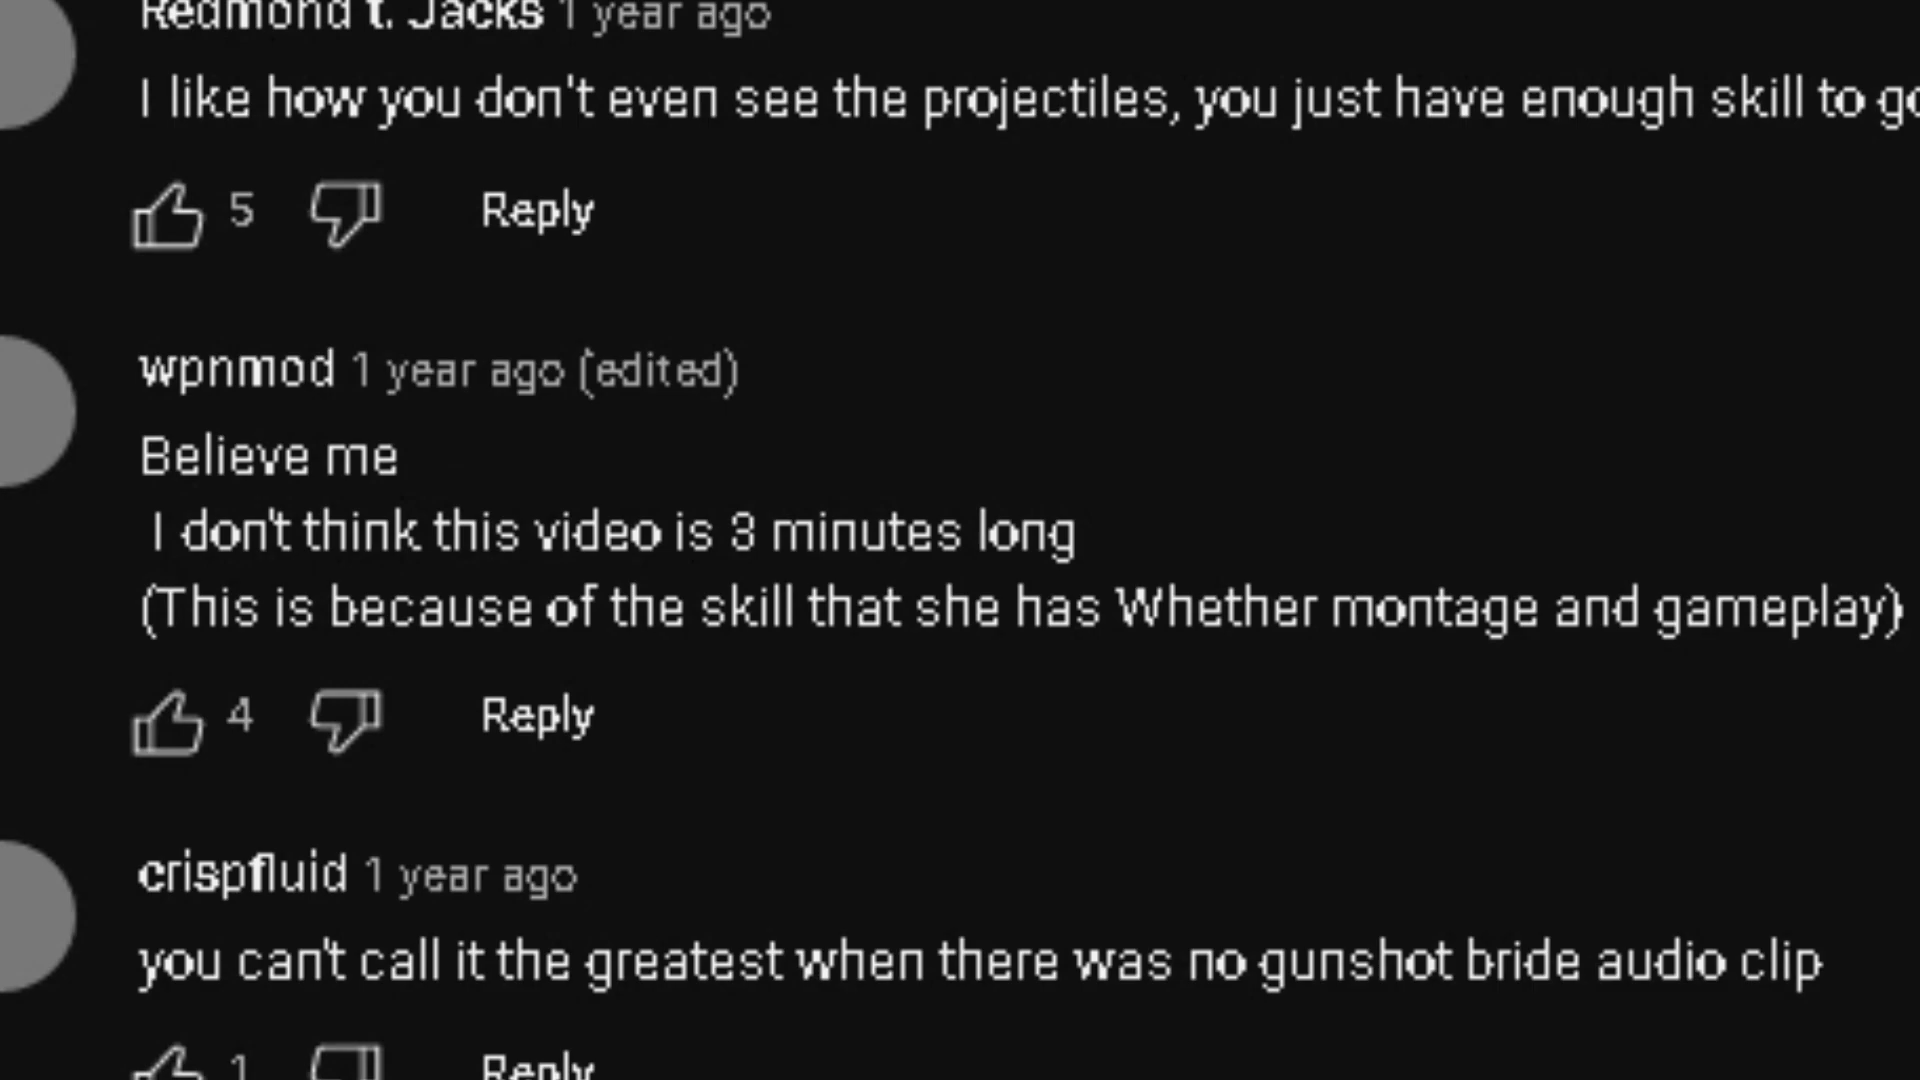 Redmond t. Jacks 1 year ago
I like how you don't even see the projectiles, you just have enough skill to
5 Reply
wpnmod 1 year ago (edited)
Believe me
I don't think this video is 3 minutes long
(This is because of the skill that she has Whether montage and gameplay)
4 Reply
crispfluid 1 year ago
you can't call it the greatest when there was no gunshot bride audio clip
1 Reply